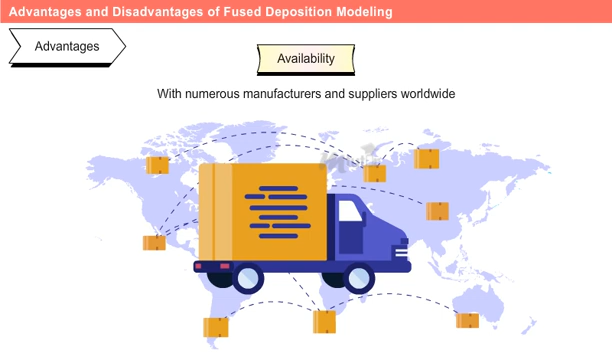 Advantages and Disadvantages of Fused Deposition Modeling
Advantages
Availability
With numerous manufacturers and suppliers worldwide